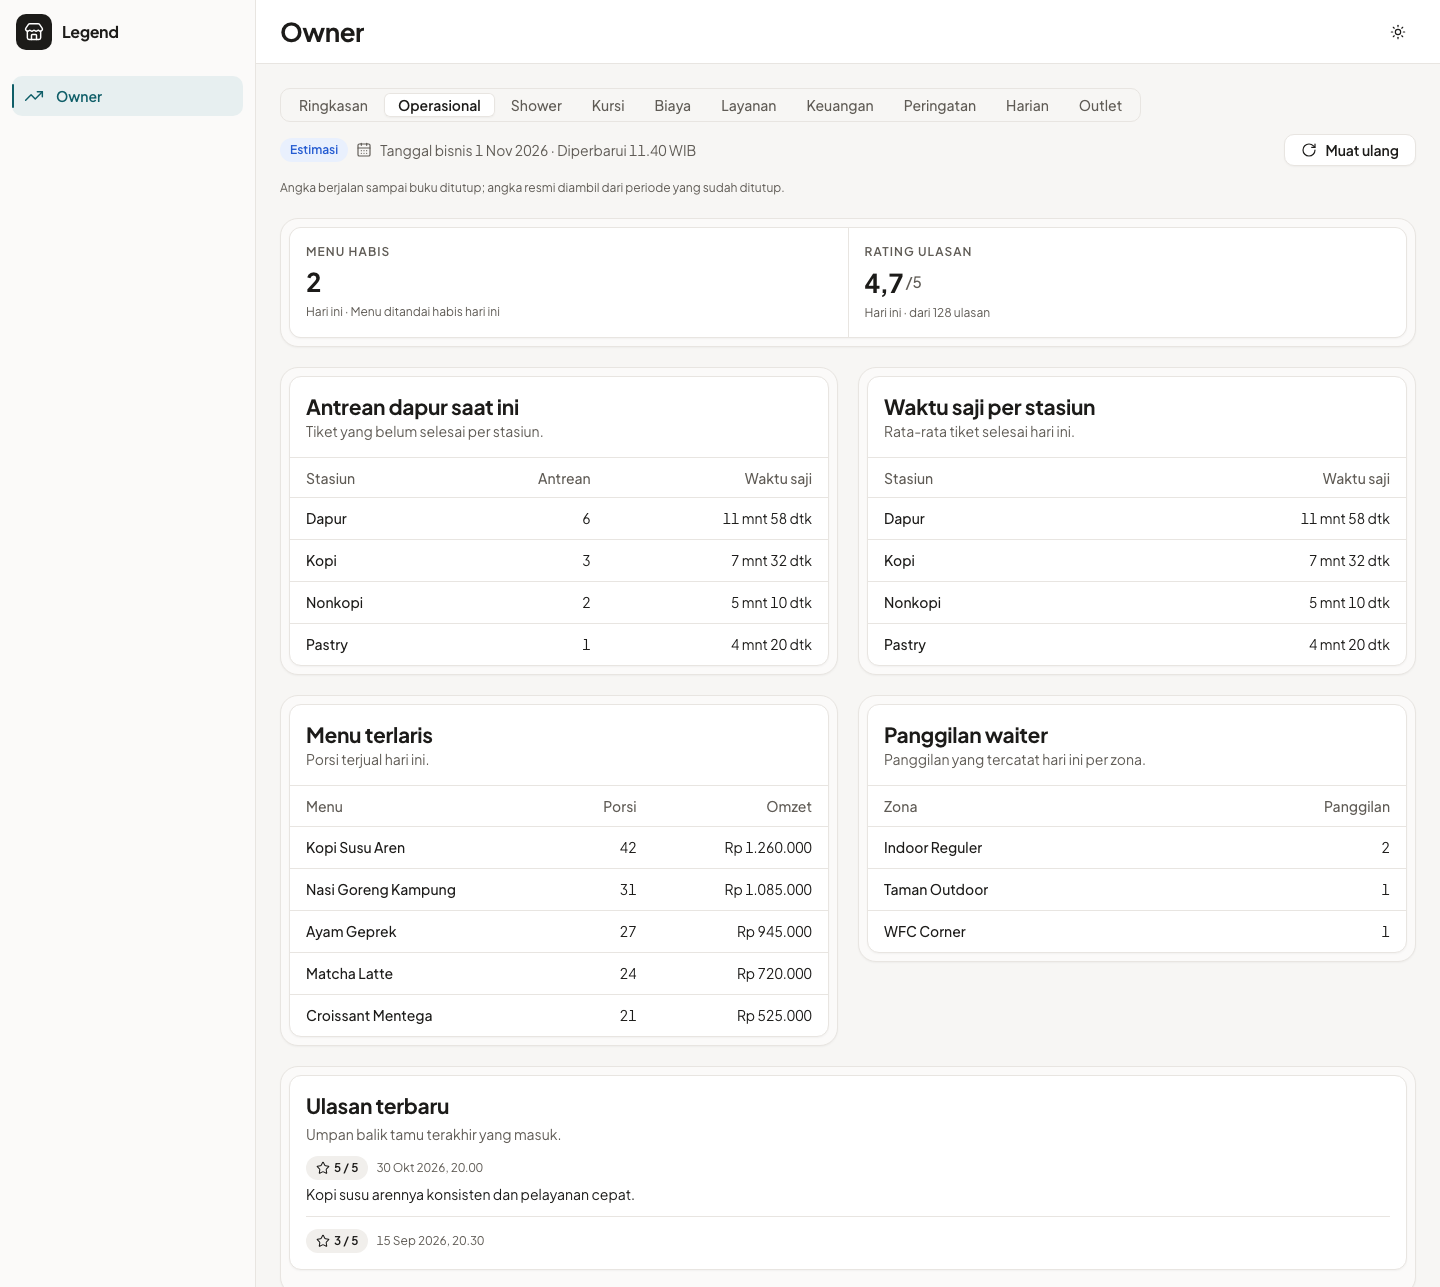 Legend
Owner
Owner
Ringkasan Operasional Shower Kursi Biaya Layanan Keuangan Peringatan Harian Outlet
Estimasi Tanggal bisnis 1 Nov 2026 · Diperbarui 11.40 WIB Muat ulang
Angka berjalan sampai buku ditutup; angka resmi diambil dari periode yang sudah ditutup.
MENU HABIS
2
Hari ini · Menu ditandai habis hari ini
RATING ULASAN
4,7 /5
Hari ini · dari 128 ulasan
Antrean dapur saat ini
Tiket yang belum selesai per stasiun.
Stasiun Antrean Waktu saji
Dapur 6 11 mnt 58 dtk
Kopi 3 7 mnt 32 dtk
Nonkopi 2 5 mnt 10 dtk
Pastry 1 4 mnt 20 dtk
Waktu saji per stasiun
Rata-rata tiket selesai hari ini.
Stasiun Waktu saji
Dapur 11 mnt 58 dtk
Kopi 7 mnt 32 dtk
Nonkopi 5 mnt 10 dtk
Pastry 4 mnt 20 dtk
Menu terlaris
Porsi terjual hari ini.
Menu Porsi Omzet
Kopi Susu Aren 42 Rp 1.260.000
Nasi Goreng Kampung 31 Rp 1.085.000
Ayam Geprek 27 Rp 945.000
Matcha Latte 24 Rp 720.000
Croissant Mentega 21 Rp 525.000
Panggilan waiter
Panggilan yang tercatat hari ini per zona.
Zona Panggilan
Indoor Reguler 2
Taman Outdoor 1
WFC Corner 1
Ulasan terbaru
Umpan balik tamu terakhir yang masuk.
5 / 5 30 Okt 2026, 20.00
Kopi susu arennya konsisten dan pelayanan cepat.
3 / 5 15 Sep 2026, 20.30